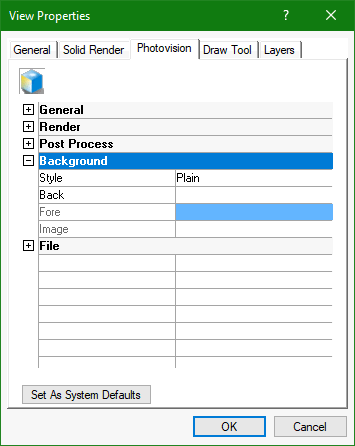 View Properties
General Solid Render Photovision Draw Tool Layers
General
Render
Post Process
Background
Style Plain
Back
Fore
Image
File
Set As System Defaults
OK Cancel